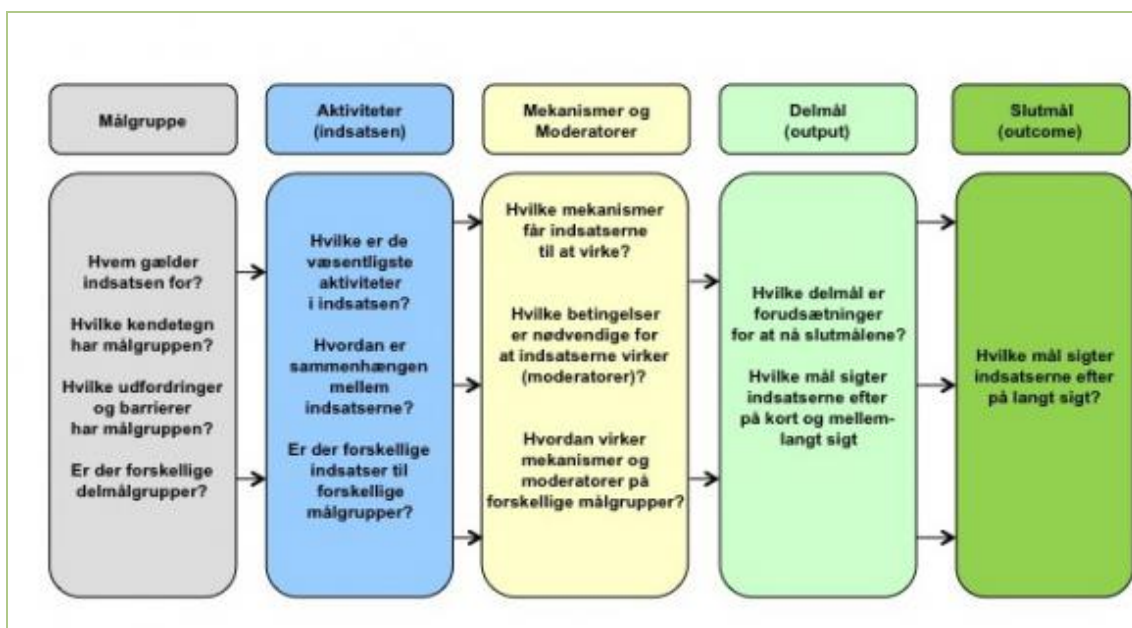 Målgruppe
Aktiviteter
(indsatsen)
Mekanismer og
Moderatorer
Delmål
(output)
Slutmål
(outcome)
Hvem gælder
indsatsen for?
Hvilke kendetegn
har målgruppen?
Hvilke udfordringer
og barrierer
har målgruppen?
Er der forskellige
delmålgrupper?
Hvilke er de
væsentligste
aktiviteter
i indsatsen?
Hvordan er
sammenhængen
mellem
indsatserne?
Er der forskellige
indsatser til
forskellige
målgrupper?
Hvilke mekanismer
får indsatserne
til at virke?
Hvilke betingelser
er nødvendige for
at indsatserne virker
(moderatorer)?
Hvordan virker
mekanismer og
moderatorer på
forskellige målgrupper?
Hvilke delmål er
forudsætninger
for at nå slutmålene?
Hvilke mål sigter
indsatserne efter
på kort og mellem-
langt sigt
Hvilke mål sigter
indsatserne efter
på langt sigt?